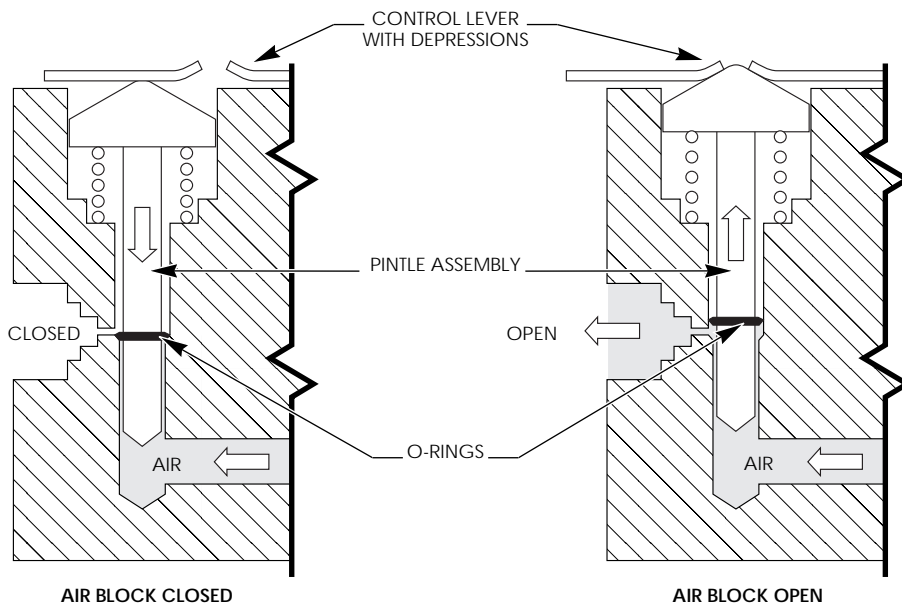 CONTROL LEVER
WITH DEPRESSIONS
PINTLE ASSEMBLY
CLOSED
OPEN
O-RINGS
AIR
AIR
AIR BLOCK CLOSED
AIR BLOCK OPEN